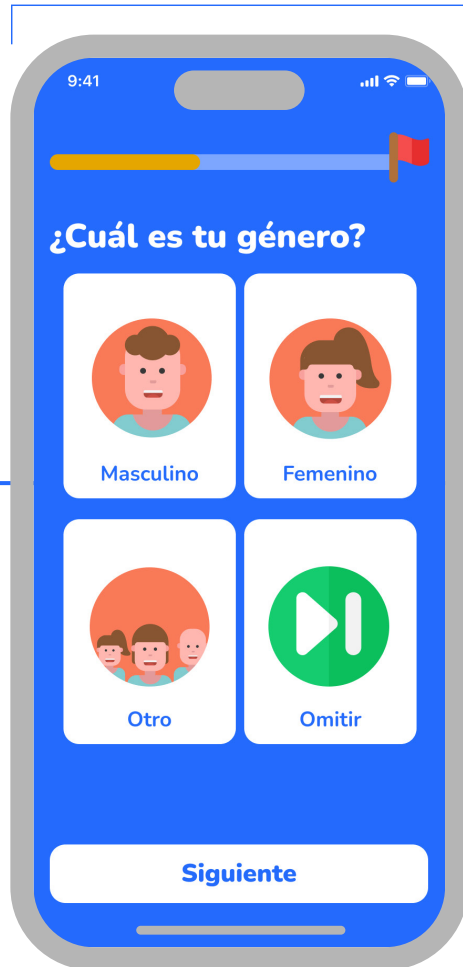 9:41
¿Cuál es tu género?
Masculino
Femenino
Otro
Omitir
Siguiente